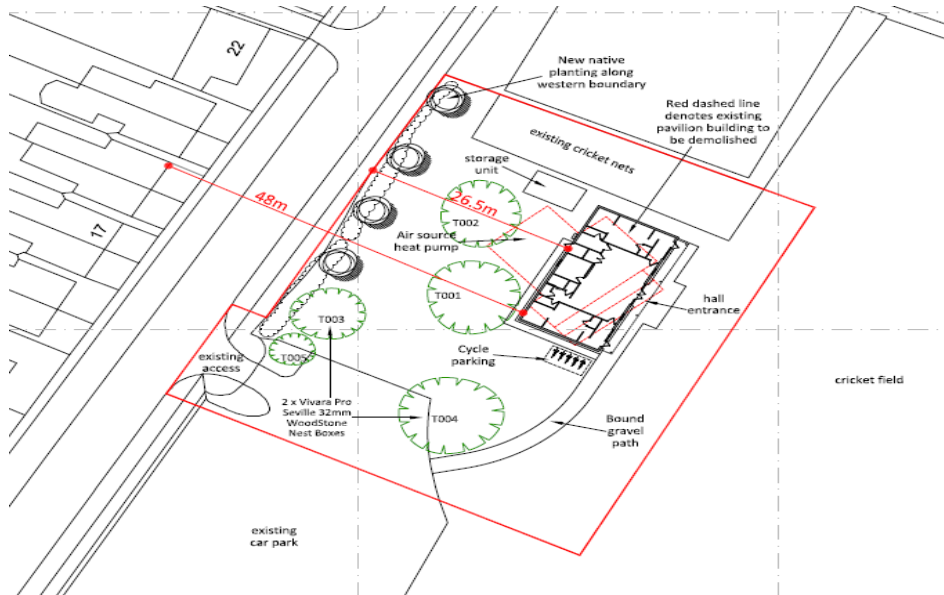 22
New native
planting along
western boundary
Red dashed line
denotes existing
pavilion building to
be demolished
existing cricket nets
storage
unit
48m
26.5m
T002
17
Air source
heat pump
T001
hall
entrance
T003
T005
Cycle
parking
existing
access
cricket field
2 x Vivara Pro
Seville 32mm
WoodStone
Nest Boxes
T004
Bound
gravel
path
existing
car park